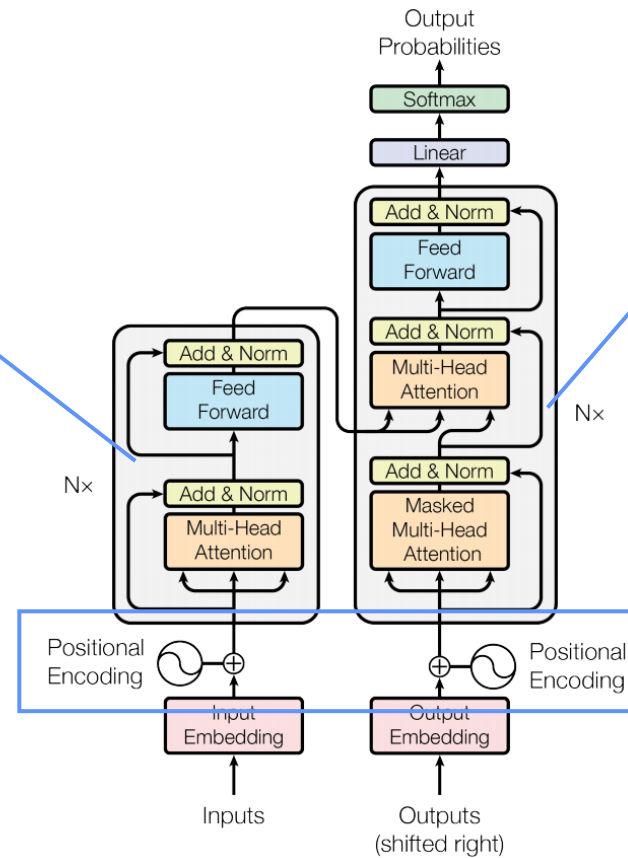 Output
Probabilities
Softmax
Linear
Add & Norm
Feed
Forward
Add & Norm
Multi-Head
Attention
Nx
Add & Norm
Masked
Multi-Head
Attention
Add & Norm
Feed
Forward
Nx
Add & Norm
Multi-Head
Attention
Positional
Encoding
Positional
Encoding
Input
Embedding
Output
Embedding
Inputs
Outputs
(shifted right)